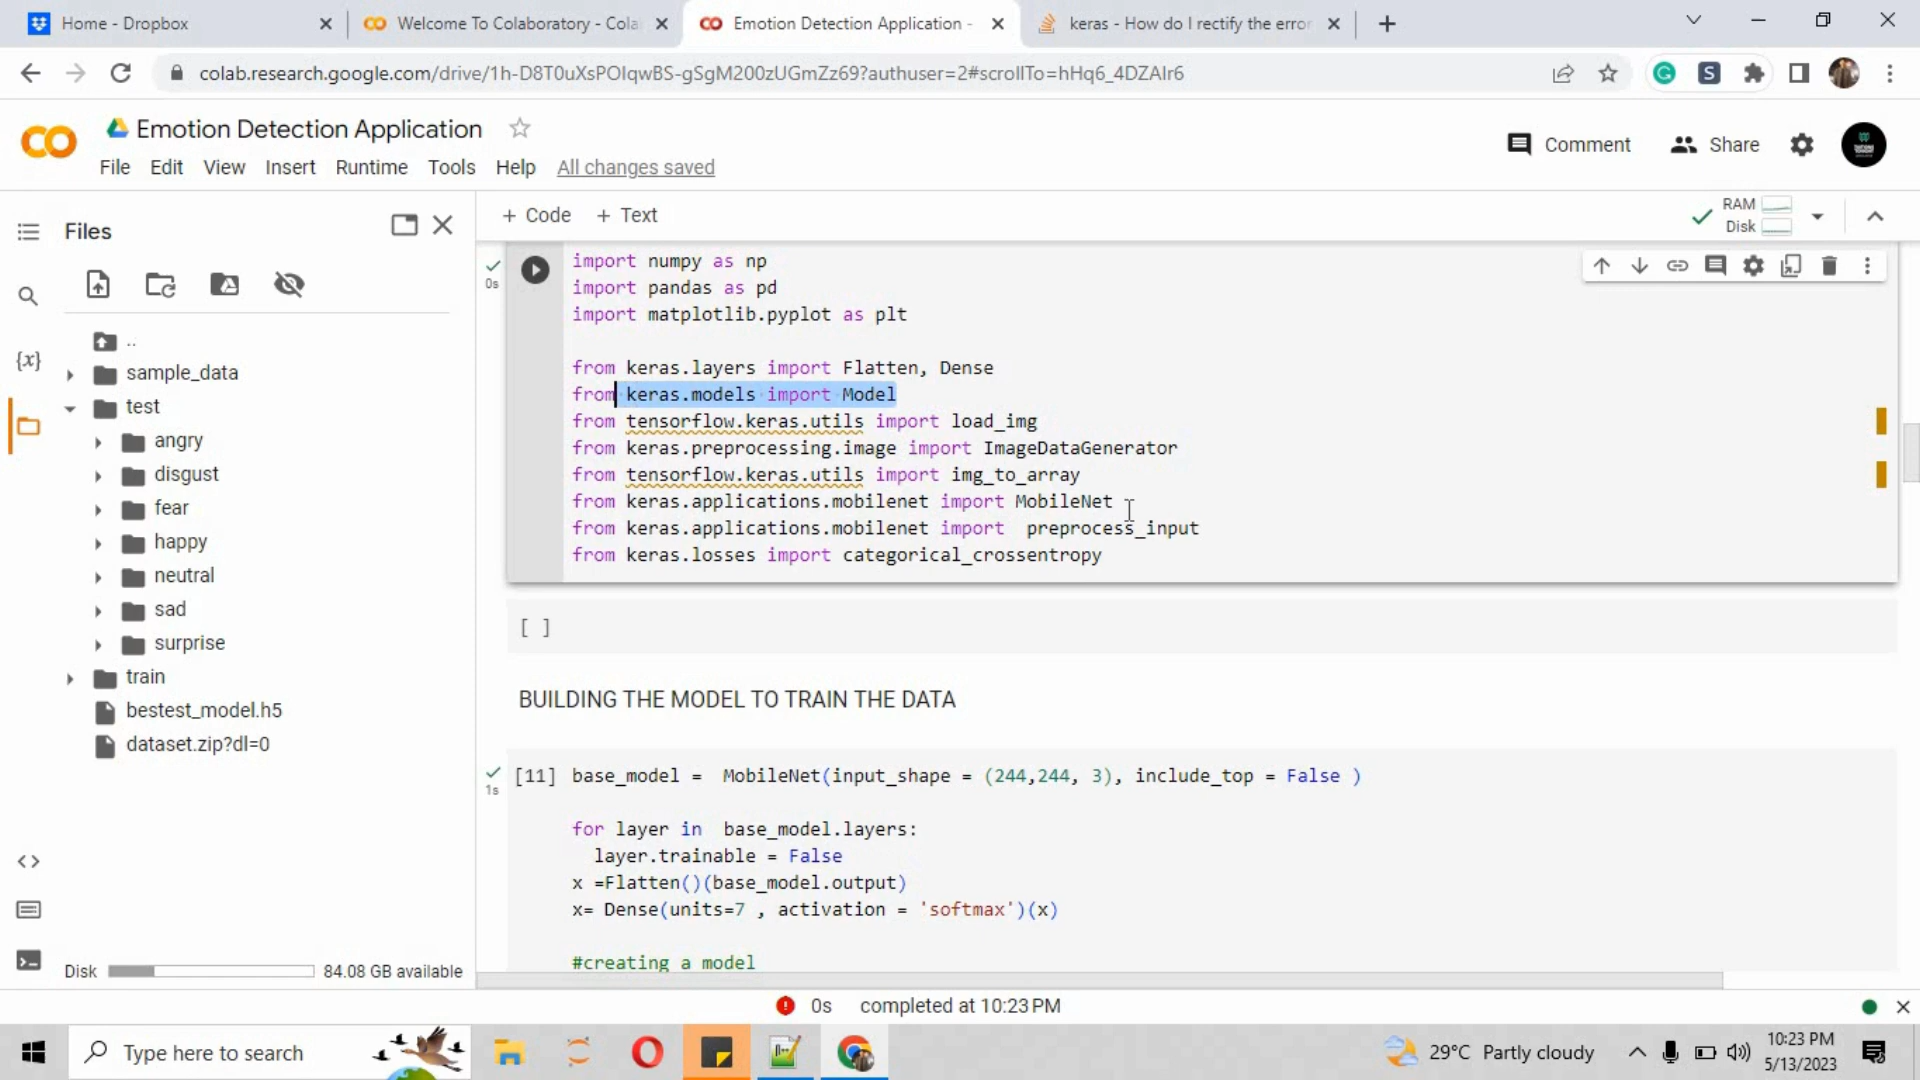 Home - Dropbox
Welcome To Colaboratory - Cola
Emotion Detection Application -
keras - How do I rectify the error
colab.research.google.com/drive/1h-D8T0uXsPOIqwBS-gSgM200zUGmZz69?authuser=2#scrollTo=hHq6_4DZAIr6
Emotion Detection Application
File Edit View Insert Runtime Tools Help All changes saved
Comment
Share
Files
+ Code + Text
RAM
Disk
..
sample_data
test
angry
disgust
fear
happy
neutral
sad
surprise
train
bestest_model.h5
dataset.zip?dl=0
Disk 84.08 GB available
0s
import numpy as np
import pandas as pd
import matplotlib.pyplot as plt
from keras.layers import Flatten, Dense
from keras.models import Model
from tensorflow.keras.utils import load_img
from keras.preprocessing.image import ImageDataGenerator
from tensorflow.keras.utils import img_to_array
from keras.applications.mobilenet import MobileNet
from keras.applications.mobilenet import  preprocess_input
from keras.losses import categorical_crossentropy
[ ]
BUILDING THE MODEL TO TRAIN THE DATA
1s
[11] base_model =  MobileNet(input_shape = (244,244, 3), include_top = False )
for layer in  base_model.layers:
layer.trainable = False
x =Flatten()(base_model.output)
x= Dense(units=7 , activation = 'softmax')(x)
#creating a model
0s completed at 10:23 PM
Type here to search
29°C Partly cloudy
10:23 PM
5/13/2023